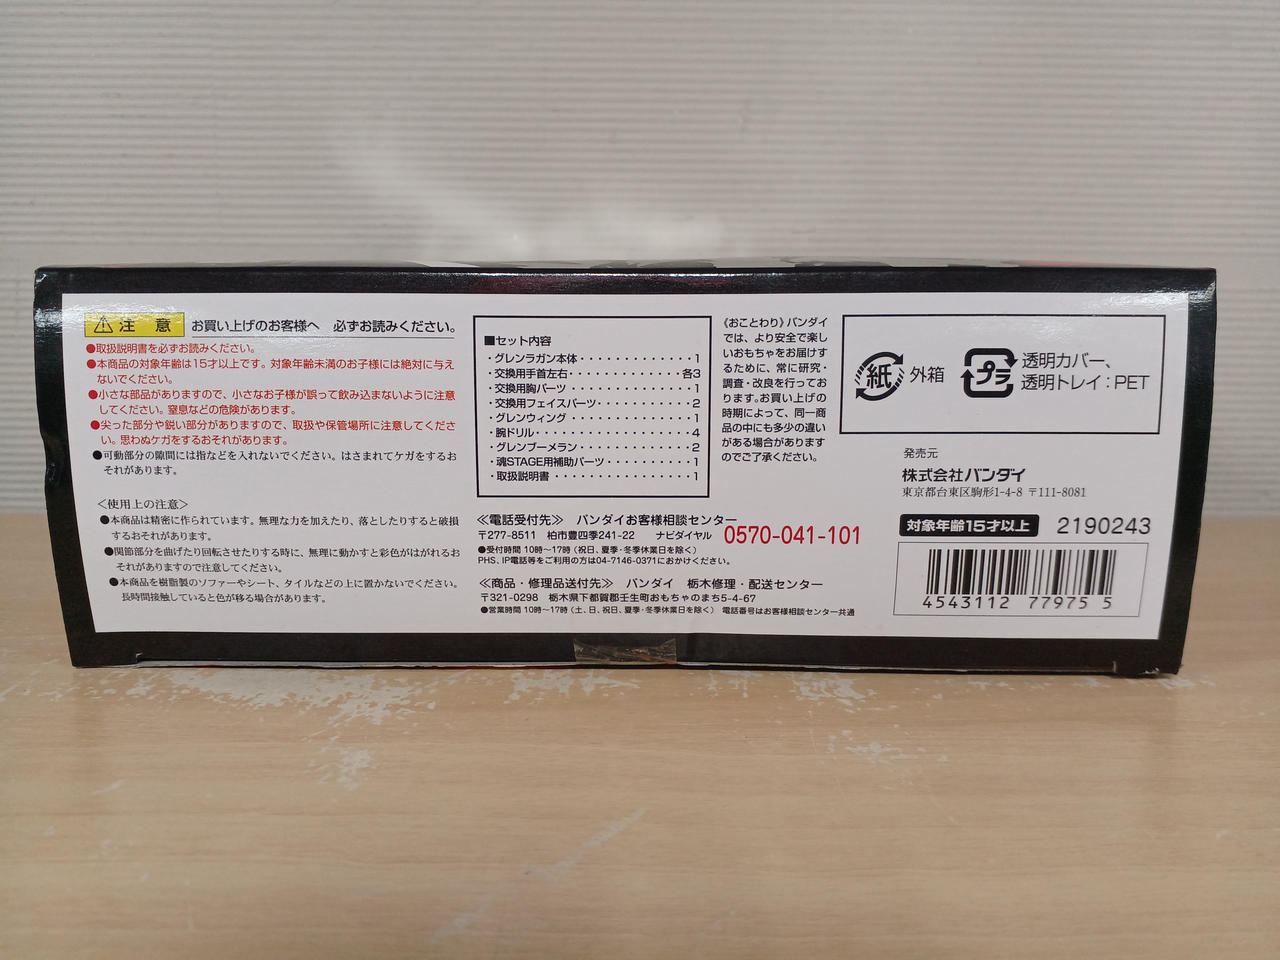 注 意 お買い上げのお客様へ 必ずお読みください。
●取扱説明書を必ずお読みください。
●本商品の対象年齢は15才以上です。対象年齢未満のお子様には絶対に与え
ないでください。
●小さな部品がありますので、小さなお子様が誤って飲み込まないように注意
してください。窒息などの危険があります。
●尖った部分や鋭い部分がありますので、取扱や保管場所に注意してくださ
い。思わぬケガをするおそれがあります。
●可動部分の隙間には指などを入れないでください。はさまれてケガをするお
それがあります。
＜使用上の注意＞
●本商品は精密に作られています。無理な力を加えたり、落としたりすると破損
するおそれがあります。
●関節部分を曲げたり回転させたりする時に、無理に動かすと彩色がはがれるお
それがありますので注意してください。
●本商品を樹脂製のソファーやシート、タイルなどの上に置かないでください。
長時間接触していると色が移る場合があります。
■セット内容
・グレンラガン本体・・・・・・・・・・・1
・交換用手首左右・・・・・・・・・・・各3
・交換用胸パーツ・・・・・・・・・・・・1
・交換用フェイスパーツ・・・・・・・・・2
・グレンウィング・・・・・・・・・・・・1
・腕ドリル・・・・・・・・・・・・・・・4
・グレンブーメラン・・・・・・・・・・・2
・魂STAGE用補助パーツ・・・・・・・・・1
・取扱説明書・・・・・・・・・・・・・・1
《おことわり》バンダイ
では、より安全で楽し
いおもちゃをお届けす
るために、常に研究・
調査・改良を行ってお
ります。お買い上げの
時期によって、同一商
品の中にも多少の違い
がある場合があります
のでご了承ください。
≪電話受付先≫ バンダイお客様相談センター
〒277-8511 柏市豊四季241-22 ナビダイヤル 0570-041-101
●受付時間 10時〜17時（祝日、夏季・冬季休業日を除く）
PHS、IP電話等をご利用の方は04-7146-0371におかけください。
≪商品・修理品送付先≫ バンダイ 栃木修理・配送センター
〒321-0298 栃木県下都賀郡壬生町おもちゃのまち5-4-67
●営業時間 10時〜17時（土、日、祝日、夏季・冬季休業日を除く） 電話番号はお客様相談センター共通
紙 外箱
プラ 透明カバー、
透明トレイ：PET
発売元
株式会社バンダイ
東京都台東区駒形1-4-8 〒111-8081
対象年齢15才以上 2190243
4543112 77975 5